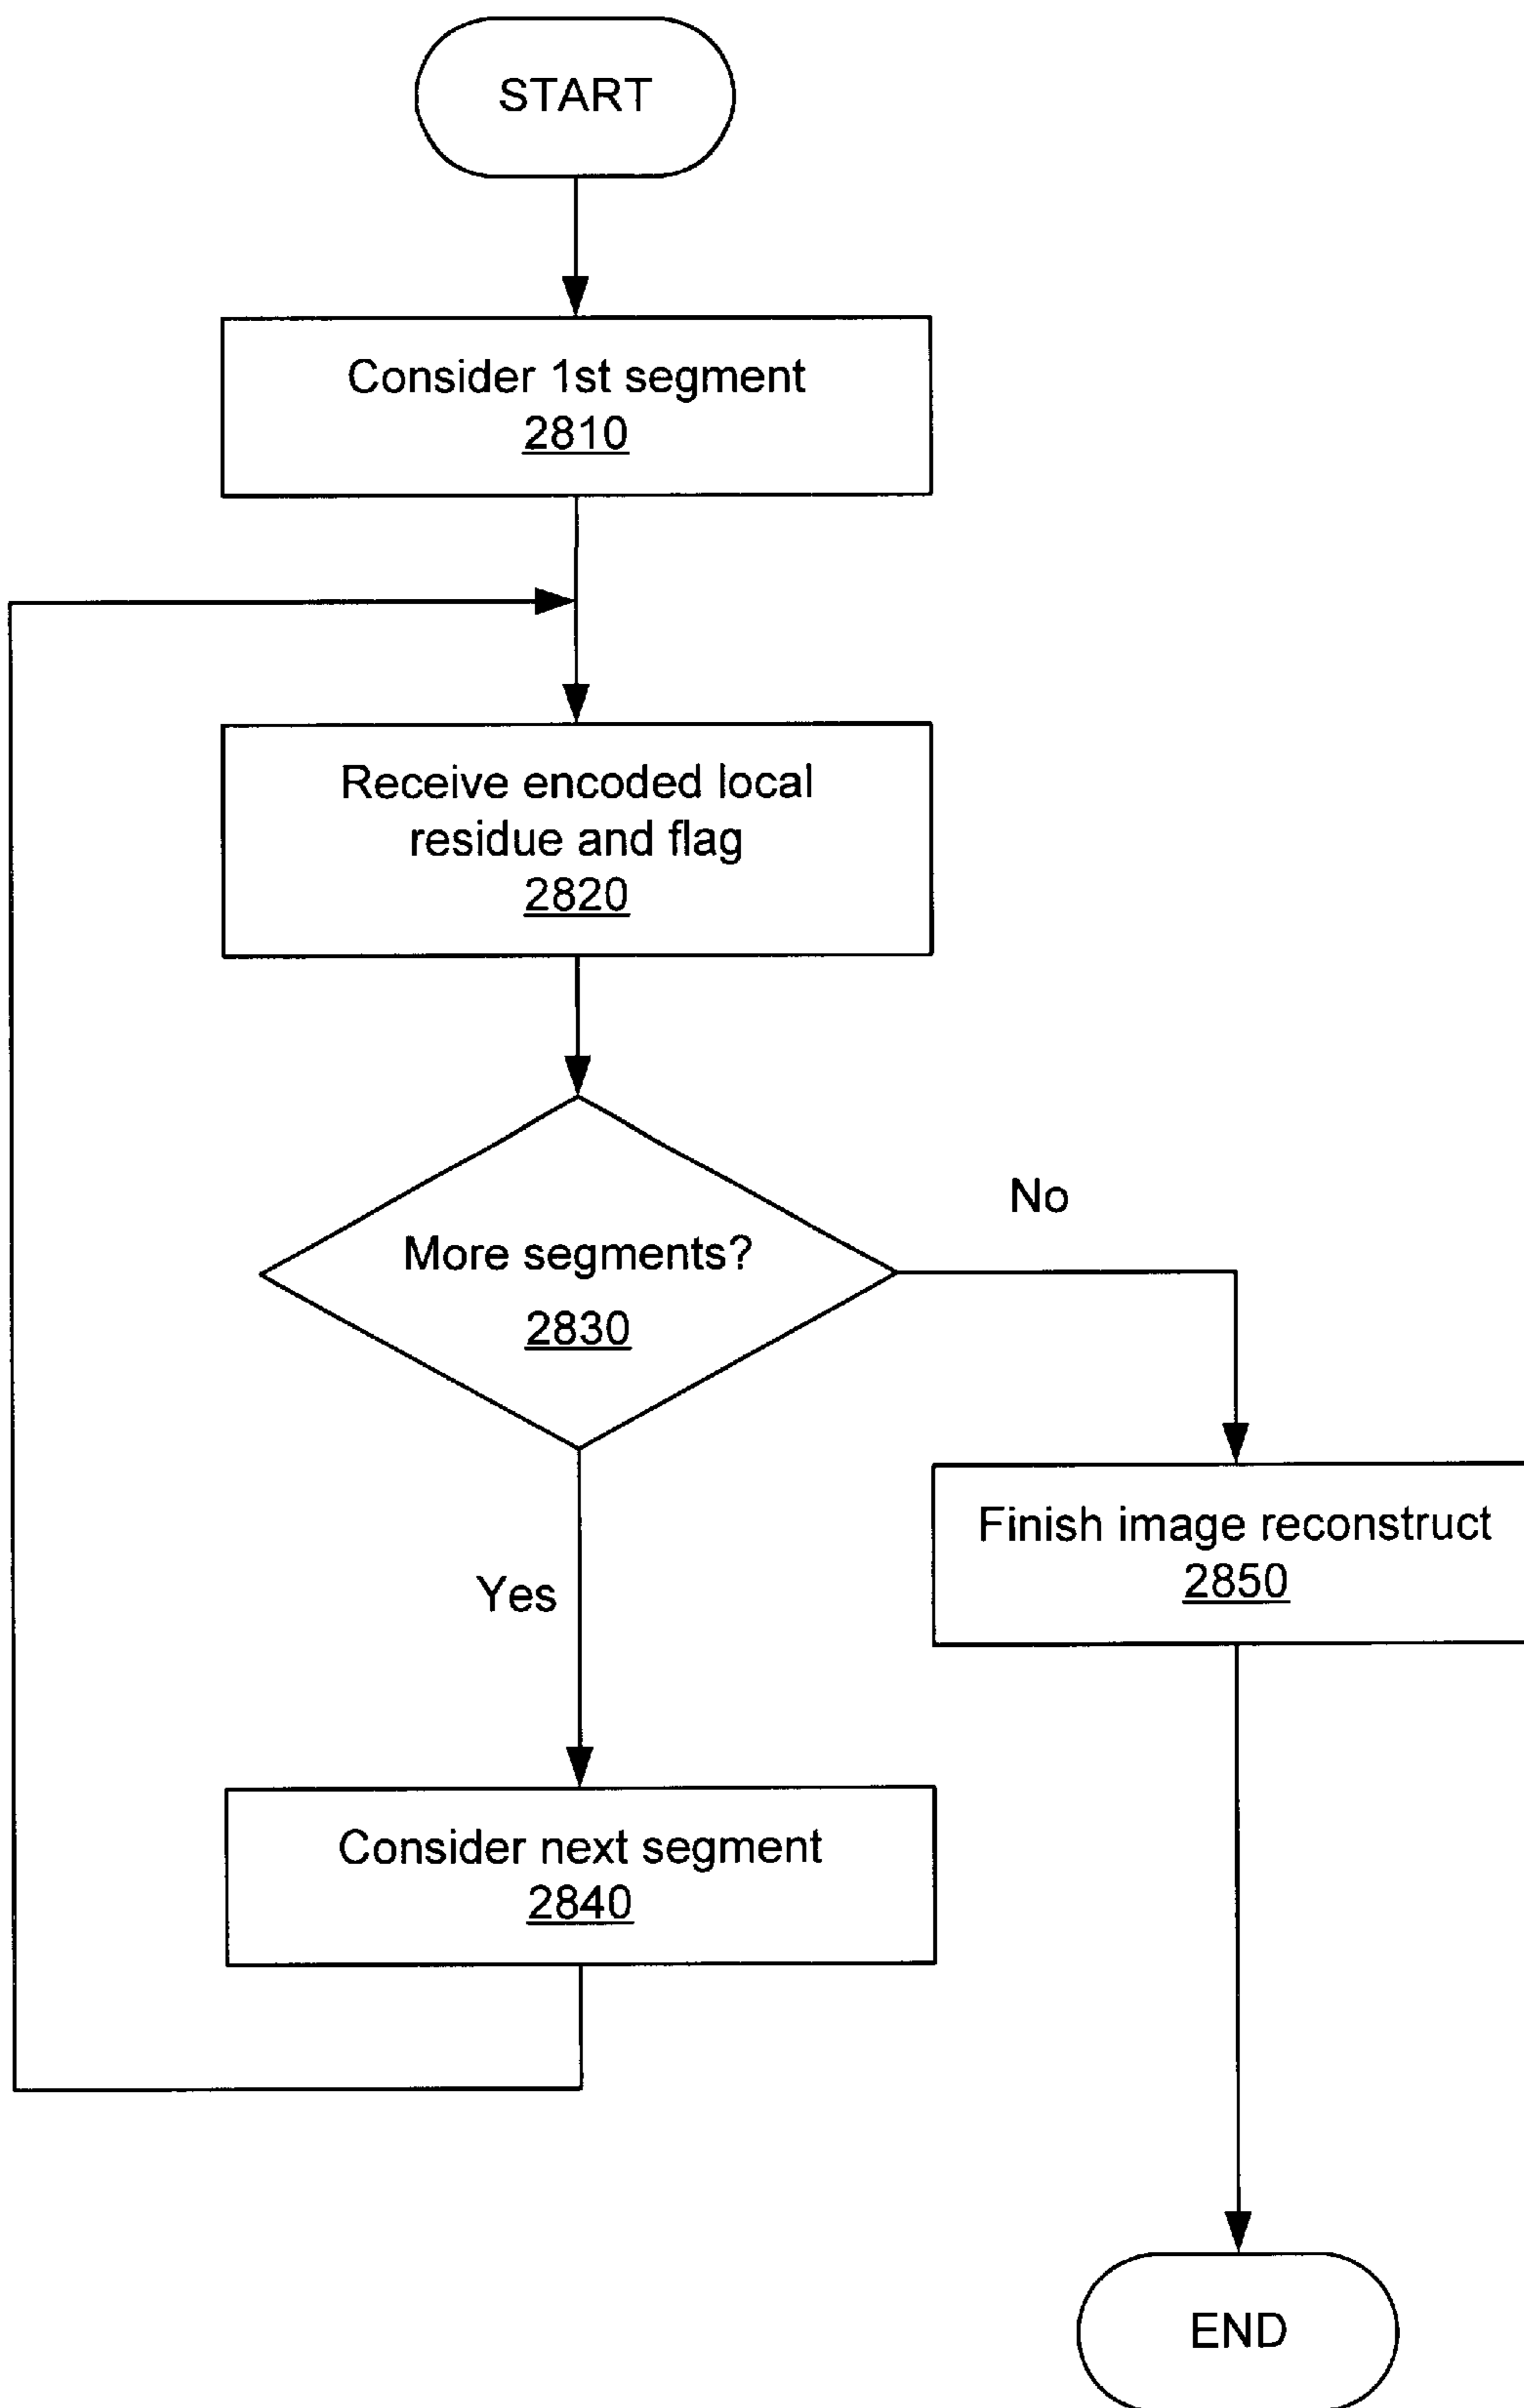 START
Consider 1st segment
2810
Receive encoded local
residue and flag
2820
More segments?
2830
No
Yes
Finish image reconstruct
2850
Consider next segment
2840
END